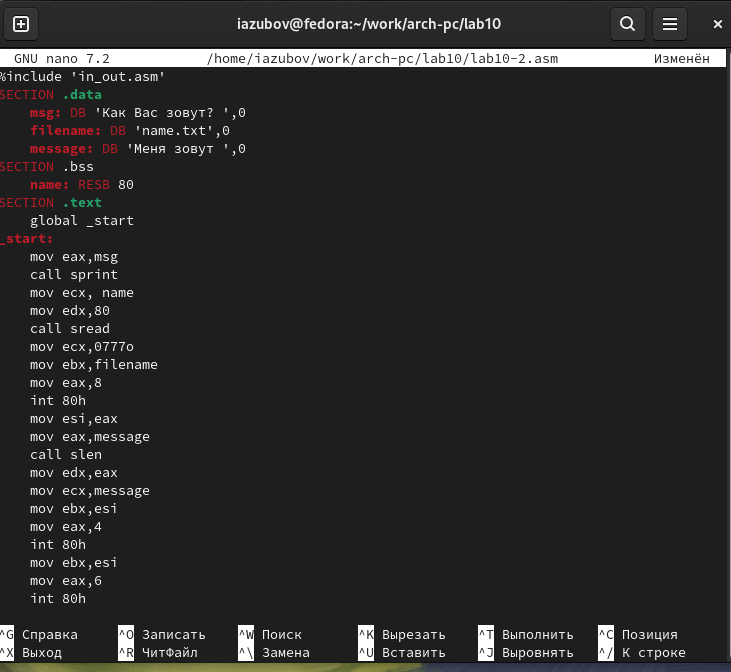 iazubov@fedora:~/work/arch-pc/lab10
GNU nano 7.2 /home/iazubov/work/arch-pc/lab10/lab10-2.asm Изменён
%include 'in_out.asm'
SECTION .data
msg: DB 'Как Вас зовут? ',0
filename: DB 'name.txt',0
message: DB 'Меня зовут ',0
SECTION .bss
name: RESB 80
SECTION .text
global _start
_start:
mov eax,msg
call sprint
mov ecx, name
mov edx,80
call sread
mov ecx,0777o
mov ebx,filename
mov eax,8
int 80h
mov esi,eax
mov eax,message
call slen
mov edx,eax
mov ecx,message
mov ebx,esi
mov eax,4
int 80h
mov ebx,esi
mov eax,6
int 80h
^G Справка ^O Записать ^W Поиск ^K Вырезать ^T Выполнить ^C Позиция
^X Выход ^R ЧитФайл ^\ Замена ^U Вставить ^J Выровнять ^/ К строке